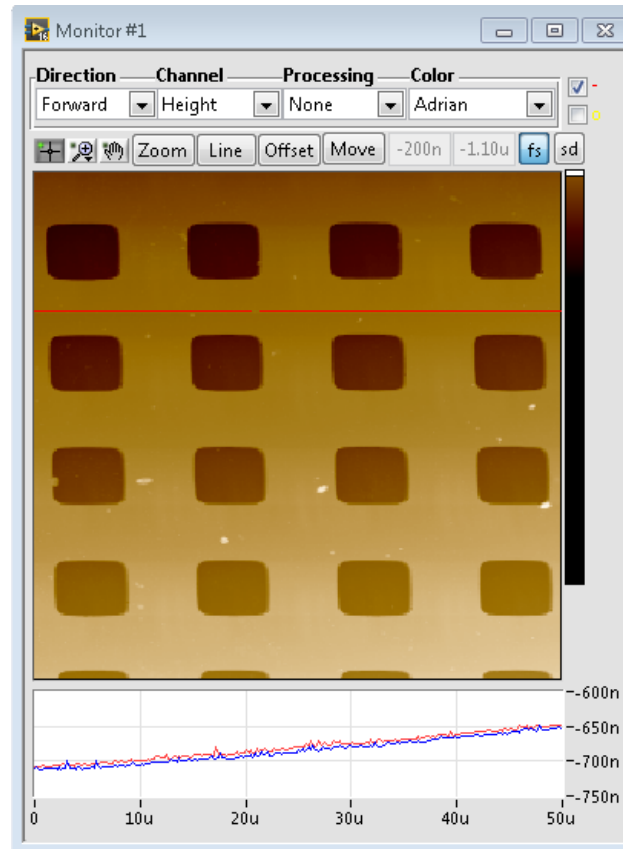 Monitor #1
Direction Channel Processing Color
Forward Height None Adrian
-
o
Zoom Line Offset Move -200n -1.10u fs sd
-600n
-650n
-700n
-750n
0 10u 20u 30u 40u 50u